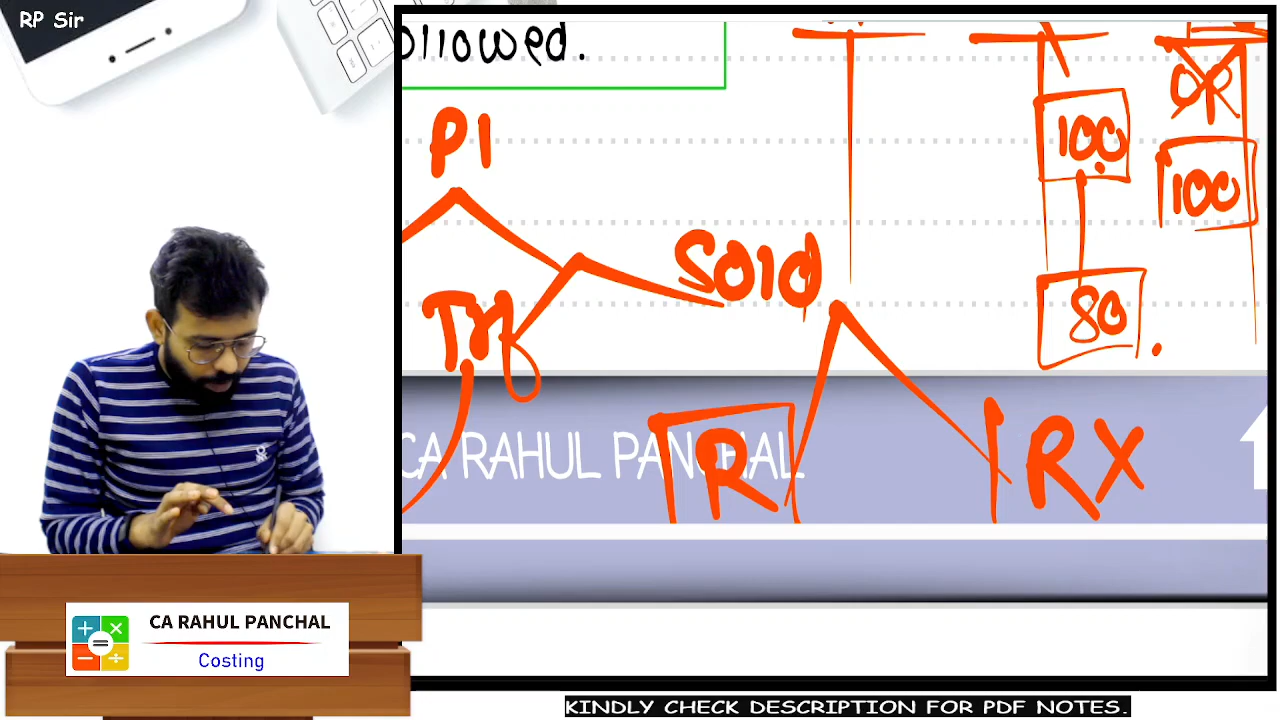 RP Sir
ollowed.
P1
OR
100
100
Sold
Trf
80
CA RAHUL PANCHAL
R
RX
CA RAHUL PANCHAL
Costing
KINDLY CHECK DESCRIPTION FOR PDF NOTES.